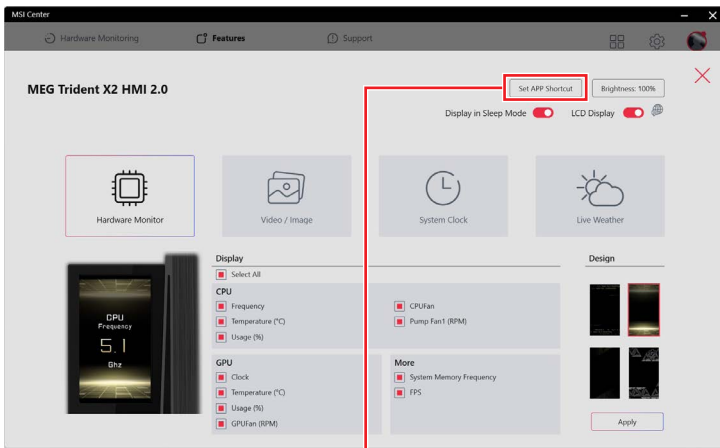 MSI Center
Hardware Monitoring
Features
Support
MEG Trident X2 HMI 2.0
Set APP Shortcut
Brightness: 100%
Display in Sleep Mode
LCD Display
Hardware Monitor
Video / Image
System Clock
Live Weather
Display
Select All
CPU
Frequency
Temperature (°C)
Usage (%)
CPUFan
Pump Fan1 (RPM)
GPU
Clock
Temperature (°C)
Usage (%)
GPUFan (RPM)
More
System Memory Frequency
FPS
CPU
Frequency
5.1
Ghz
Design
Apply